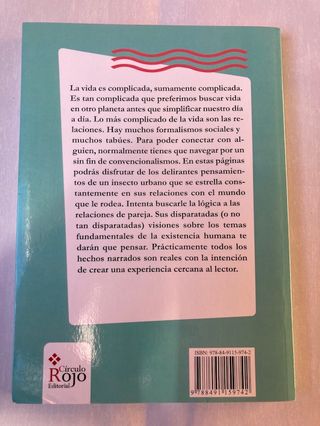 La vida es complicada, sumamente complicada.
Es tan complicada que preferimos buscar vida
en otro planeta antes que simplificar nuestro día
a día. Lo más complicado de la vida son las re-
laciones. Hay muchos formalismos sociales y
muchos tabúes. Para poder conectar con al-
guien, normalmente tienes que navegar por un
sin fin de convencionalismos. En estas páginas
podrás disfrutar de los delirantes pensamien-
tos de un insecto urbano que se estrella cons-
tantemente en sus relaciones con el mundo
que le rodea. Intenta buscarle la lógica a las
relaciones de pareja. Sus disparatadas (o no
tan disparatadas) visiones sobre los temas
fundamentales de la existencia humana te
darán que pensar. Prácticamente todos los
hechos narrados son reales con la intención
de crear una experiencia cercana al lector.
ISBN: 978-84-9115-974-2
9 788491 159742
Círculo
Rojo
Editorial